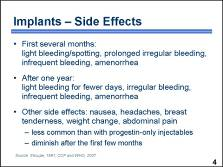 Implants – Side Effects
• First several months:
light bleeding/spotting, prolonged irregular bleeding,
infrequent bleeding, amenorrhea
• After one year:
light bleeding for fewer days, irregular bleeding,
infrequent bleeding, amenorrhea
• Other side effects: nausea, headaches, breast
tenderness, weight change, abdominal pain
– less common than with progestin-only injectables
– diminish after the first few months
Source: 1997; CCP and WHO, 2007
4